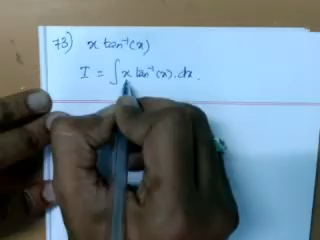 73) x tan⁻¹(x)
I = ∫ x tan⁻¹(x). dx.